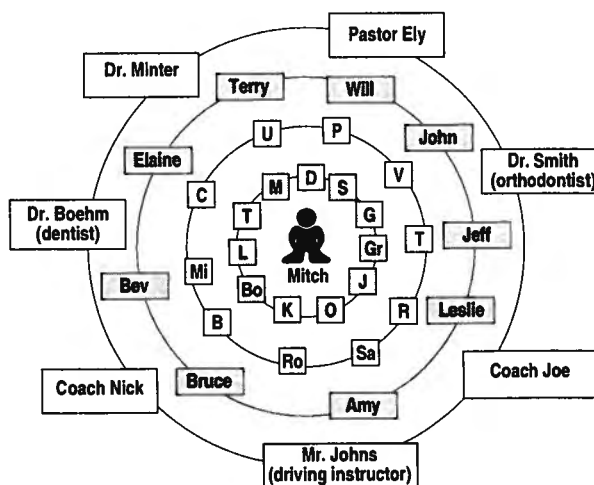 Pastor Ely
Dr. Minter
Terry
Will
John
U
P
Elaine
Dr. Smith
(orthodontist)
M
D
S
V
C
T
G
Dr. Boehm
(dentist)
L
Gr
T
Jeff
Mitch
Mi
Bev
Bo
J
K
O
R
Leslie
B
Ro
Sa
Coach Nick
Bruce
Coach Joe
Amy
Mr. Johns
(driving instructor)